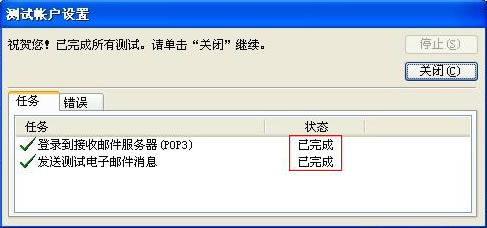 测试帐户设置
祝贺您！已完成所有测试。请单击“关闭”继续。
停止(S)
关闭(C)
任务 错误
任务 状态
登录到接收邮件服务器(POP3) 已完成
发送测试电子邮件消息 已完成